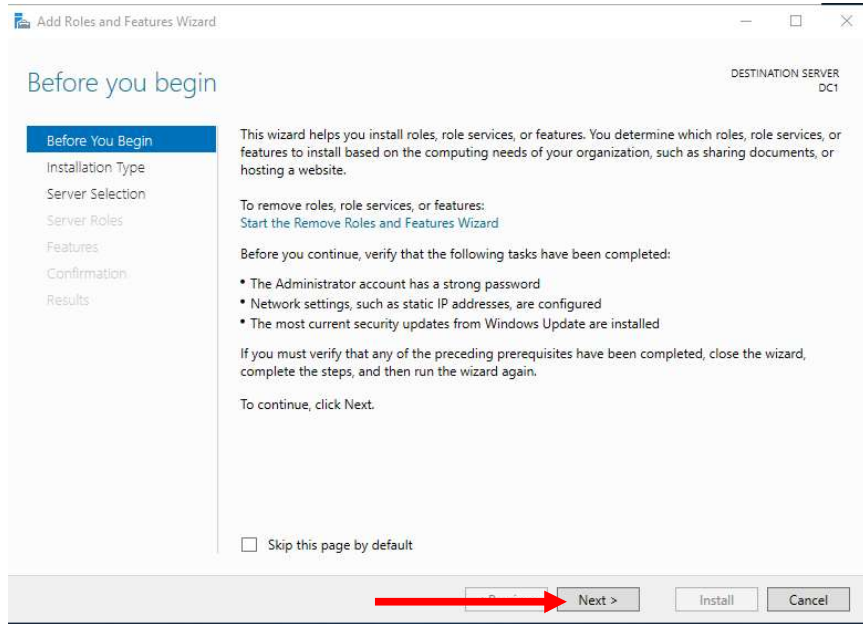 Add Roles and Features Wizard
Before you begin
DESTINATION SERVER
DC1
Before You Begin
Installation Type
Server Selection
Server Roles
Features
Confirmation
Results
This wizard helps you install roles, role services, or features. You determine which roles, role services, or
features to install based on the computing needs of your organization, such as sharing documents, or
hosting a website.
To remove roles, role services, or features:
Start the Remove Roles and Features Wizard
Before you continue, verify that the following tasks have been completed:
• The Administrator account has a strong password
• Network settings, such as static IP addresses, are configured
• The most current security updates from Windows Update are installed
If you must verify that any of the preceding prerequisites have been completed, close the wizard,
complete the steps, and then run the wizard again.
To continue, click Next.
Skip this page by default
Next >
Install
Cancel